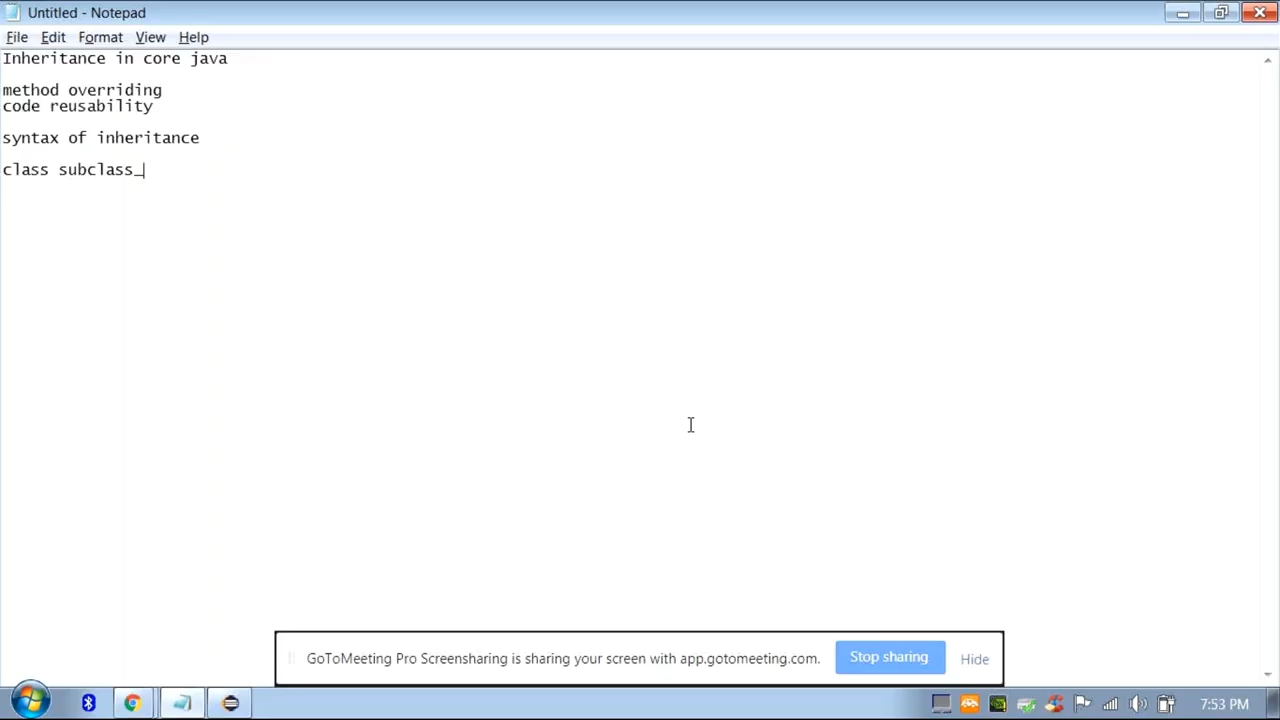 Untitled - Notepad
File Edit Format View Help
Inheritance in core java
method overriding
code reusability
syntax of inheritance
class subclass_
GoToMeeting Pro Screensharing is sharing your screen with app.gotomeeting.com. Stop sharing Hide
7:53 PM